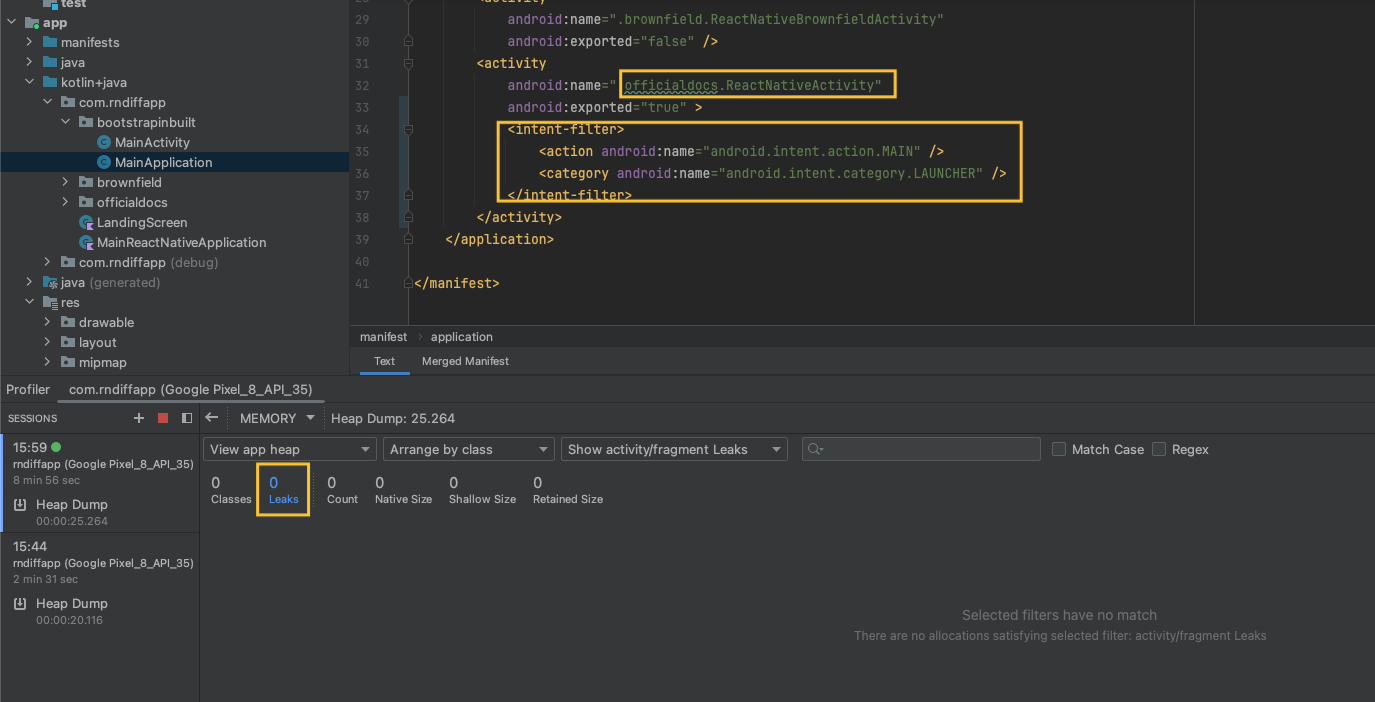 test
app
manifests
java
kotlin+java
com.rndiffapp
bootstrapinbuilt
MainActivity
MainApplication
brownfield
officialdocs
LandingScreen
MainReactNativeApplication
com.rndiffapp (debug)
java (generated)
res
drawable
layout
mipmap
28 <activity
29 android:name=".brownfield.ReactNativeBrownfieldActivity"
30 android:exported="false" />
31 <activity
32 android:name=".officialdocs.ReactNativeActivity"
33 android:exported="true" >
34 <intent-filter>
35 <action android:name="android.intent.action.MAIN" />
36 <category android:name="android.intent.category.LAUNCHER" />
37 </intent-filter>
38 </activity>
39 </application>
40
41 </manifest>
manifest > application
Text Merged Manifest
Profiler com.rndiffapp (Google Pixel_8_API_35)
SESSIONS
MEMORY Heap Dump: 25.264
15:59
rndiffapp (Google Pixel_8_API_35)
8 min 56 sec
Heap Dump
00:00:25.264
15:44
rndiffapp (Google Pixel_8_API_35)
2 min 31 sec
Heap Dump
00:00:20.116
View app heap Arrange by class Show activity/fragment Leaks Match Case Regex
0 0 0 0 0 0
Classes Leaks Count Native Size Shallow Size Retained Size
Selected filters have no match
There are no allocations satisfying selected filter: activity/fragment Leaks